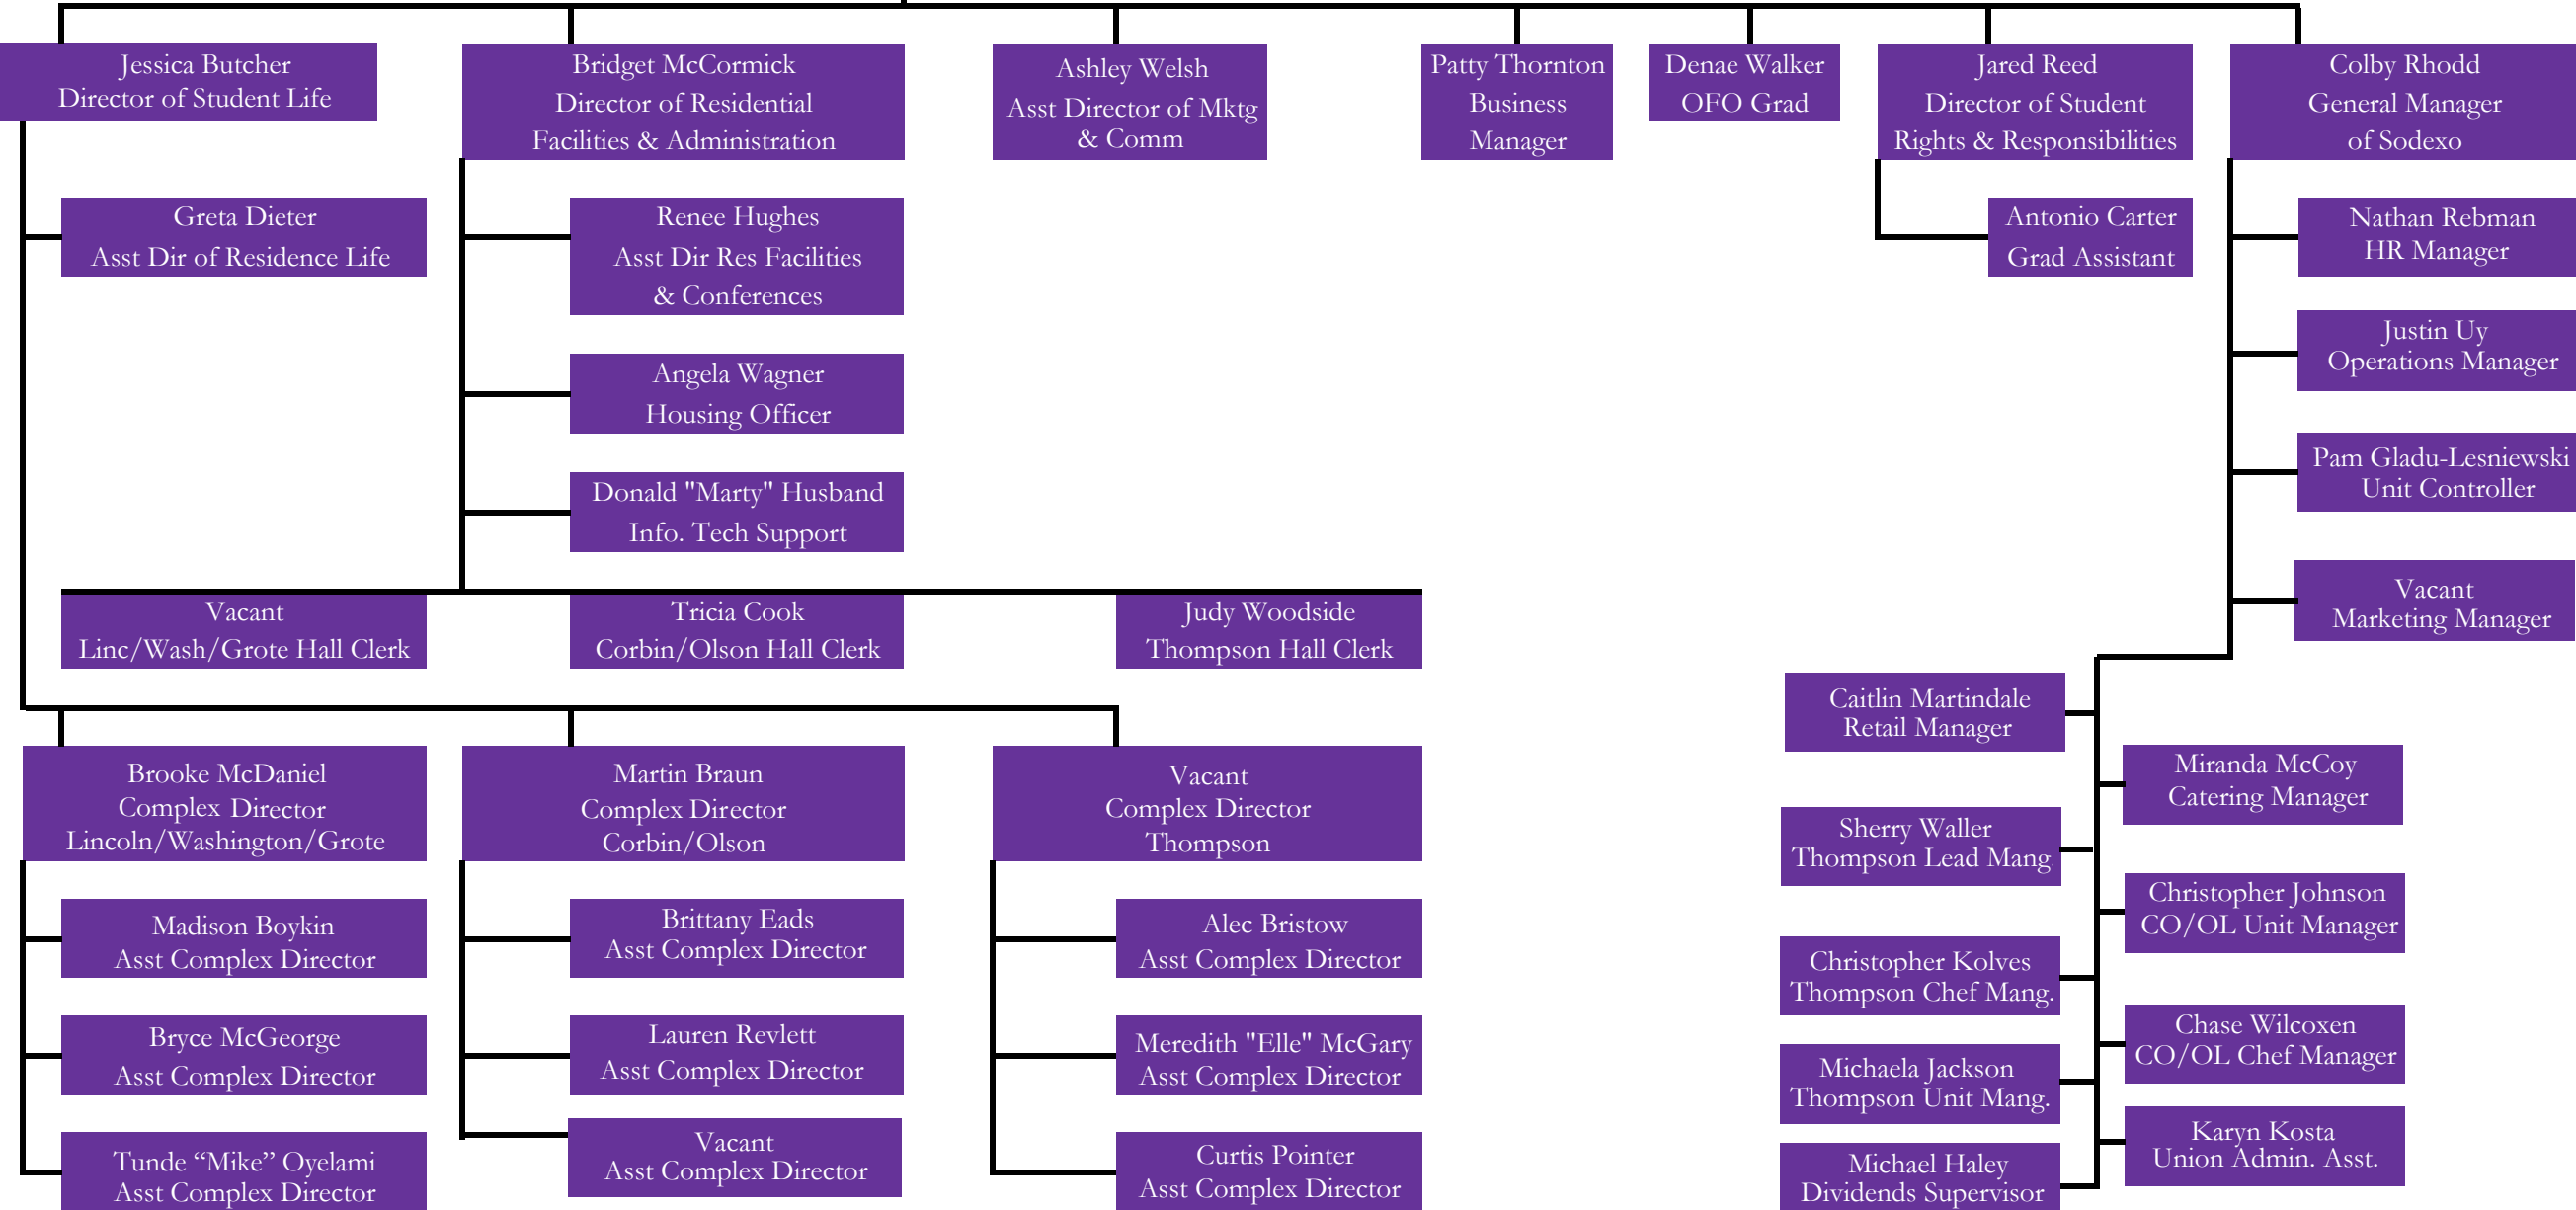 Jessica Butcher
Director of Student Life
Bridget McCormick
Director of Residential
Facilities & Administration
Ashley Welsh
Asst Director of Mktg
& Comm
Patty Thornton
Business
Manager
Denae Walker
OFO Grad
Jared Reed
Director of Student
Rights & Responsibilities
Colby Rhodd
General Manager
of Sodexo
Greta Dieter
Asst Dir of Residence Life
Renee Hughes
Asst Dir Res Facilities
& Conferences
Antonio Carter
Grad Assistant
Nathan Rebman
HR Manager
Justin Uy
Operations Manager
Angela Wagner
Housing Officer
Pam Gladu-Lesniewski
Unit Controller
Donald "Marty" Husband
Info. Tech Support
Vacant
Marketing Manager
Vacant
Linc/Wash/Grote Hall Clerk
Tricia Cook
Corbin/Olson Hall Clerk
Judy Woodside
Thompson Hall Clerk
Caitlin Martindale
Retail Manager
Brooke McDaniel
Complex Director
Lincoln/Washington/Grote
Martin Braun
Complex Director
Corbin/Olson
Vacant
Complex Director
Thompson
Miranda McCoy
Catering Manager
Sherry Waller
Thompson Lead Mang.
Madison Boykin
Asst Complex Director
Brittany Eads
Asst Complex Director
Alec Bristow
Asst Complex Director
Christopher Johnson
CO/OL Unit Manager
Christopher Kolves
Thompson Chef Mang.
Bryce McGeorge
Asst Complex Director
Lauren Revlett
Asst Complex Director
Meredith "Elle" McGary
Asst Complex Director
Chase Wilcoxen
CO/OL Chef Manager
Michaela Jackson
Thompson Unit Mang.
Tunde “Mike” Oyelami
Asst Complex Director
Vacant
Asst Complex Director
Curtis Pointer
Asst Complex Director
Karyn Kosta
Union Admin. Asst.
Michael Haley
Dividends Supervisor